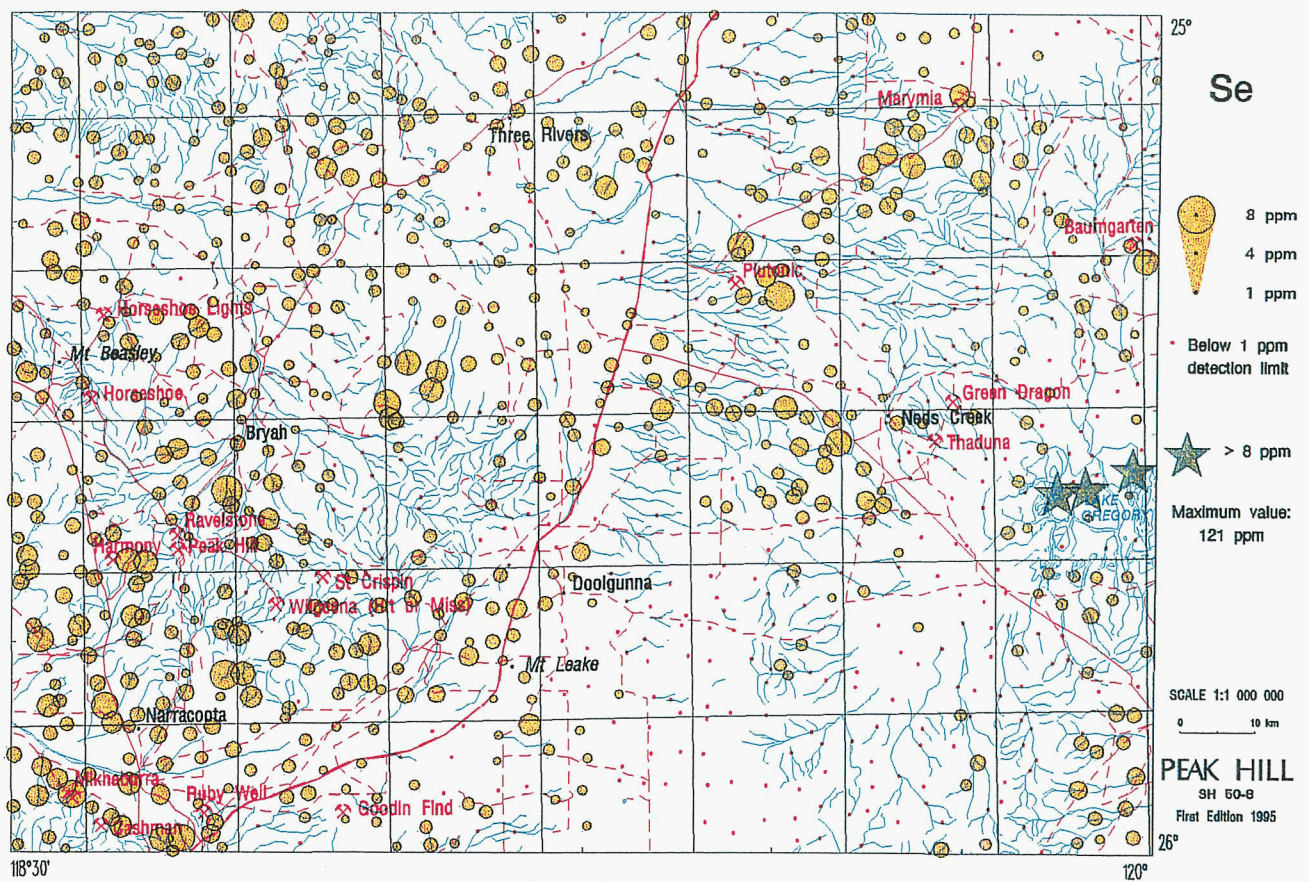 25°
Se
Marymia
Three Rivers
8 ppm
4 ppm
1 ppm
Baumgarten
Plutonic
Horseshoe Lights
Below 1 ppm
detection limit
Mt Beasley
Horseshoe
Green Dragon
Neds Creek
Bryah
Thaduna
> 8 ppm
LAKE
GREGORY
Maximum value:
121 ppm
Ravelstone
Harmony
Peak Hill
St Crispin
Doolgunna
Wilgeena (Hit or Miss)
Mt Leake
SCALE 1:1 000 000
0 10 km
Narracoota
PEAK HILL
SH 50-8
First Edition 1995
Mikhaburra
Ruby Well
Goodin Find
Cashman
26°
118°30'
120°